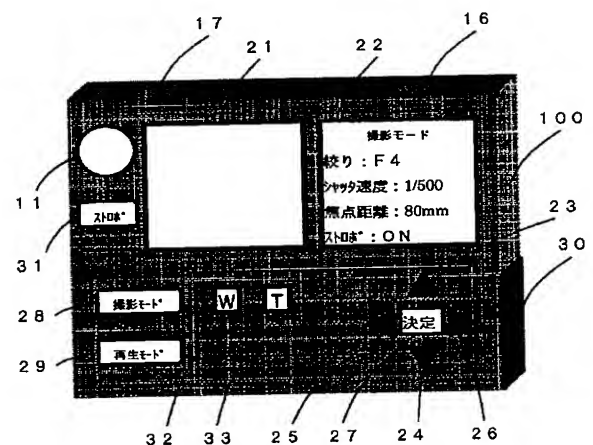 17 21 22 16
撮影モード
絞り：F4
シャッタ速度：1/500
焦点距離：80mm
ストロボ：ON
100
11
ストロボ
23
31
30
28
撮影モード
W T
決定
29
再生モード
32 33 25 27 24 26